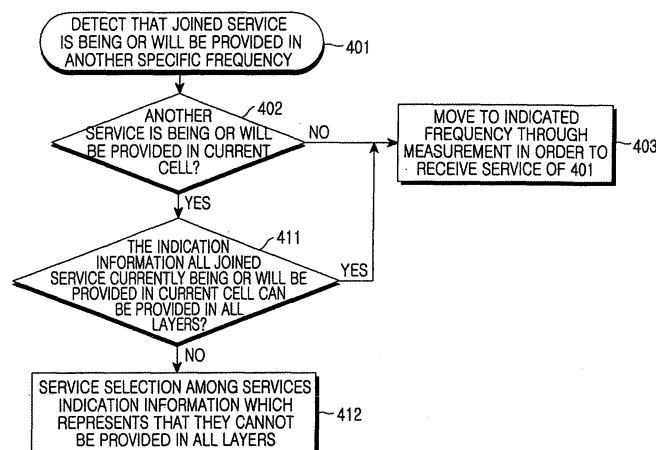 DETECT THAT JOINED SERVICE
IS BEING OR WILL BE PROVIDED IN
ANOTHER SPECIFIC FREQUENCY
401
ANOTHER
SERVICE IS BEING OR WILL
BE PROVIDED IN CURRENT
CELL?
402
NO
MOVE TO INDICATED
FREQUENCY THROUGH
MEASUREMENT IN ORDER TO
RECEIVE SERVICE OF 401
403
YES
THE INDICATION
INFORMATION ALL JOINED
SERVICE CURRENTLY BEING OR WILL BE
PROVIDED IN CURRENT CELL CAN
BE PROVIDED IN ALL
LAYERS?
411
YES
NO
SERVICE SELECTION AMONG SERVICES
INDICATION INFORMATION WHICH
REPRESENTS THAT THEY CANNOT
BE PROVIDED IN ALL LAYERS
412